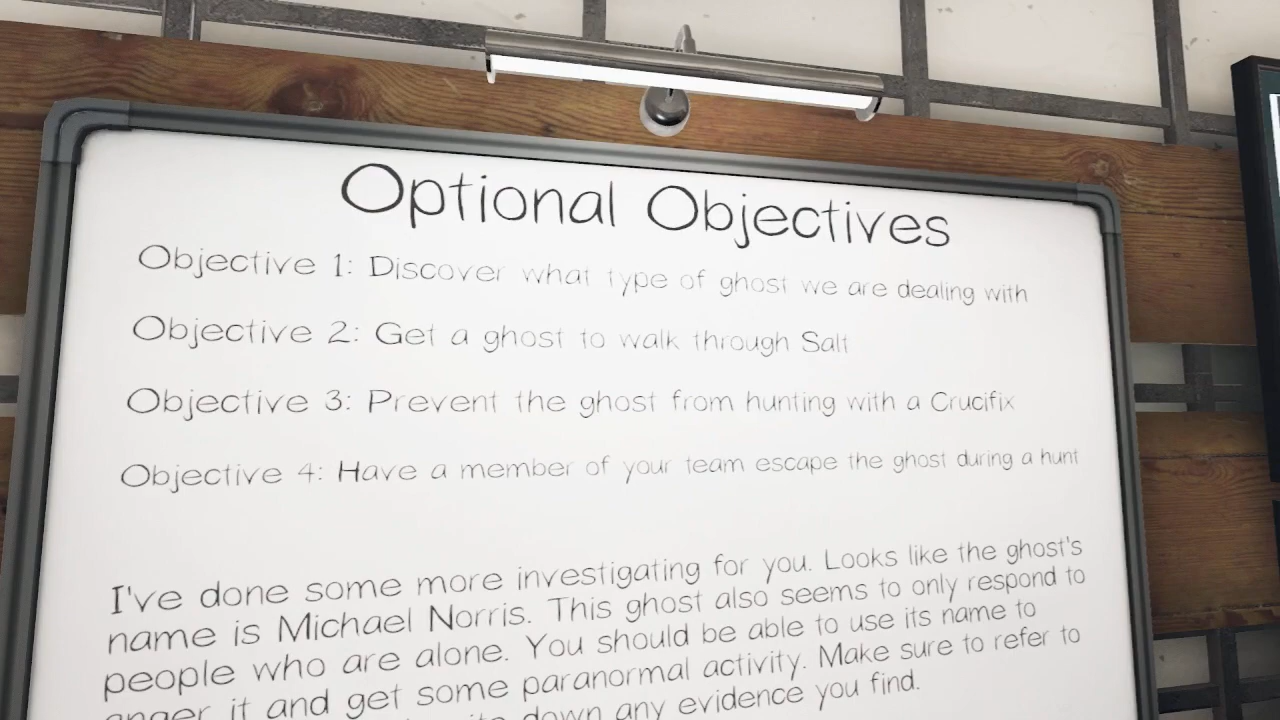 Optional Objectives
Objective 1: Discover what type of ghost we are dealing with
Objective 2: Get a ghost to walk through Salt
Objective 3: Prevent the ghost from hunting with a Crucifix
Objective 4: Have a member of your team escape the ghost during a hunt
I've done some more investigating for you. Looks like the ghost's
name is Michael Norris. This ghost also seems to only respond to
people who are alone. You should be able to use its name to
anger it and get some paranormal activity. Make sure to refer to
down any evidence you find.